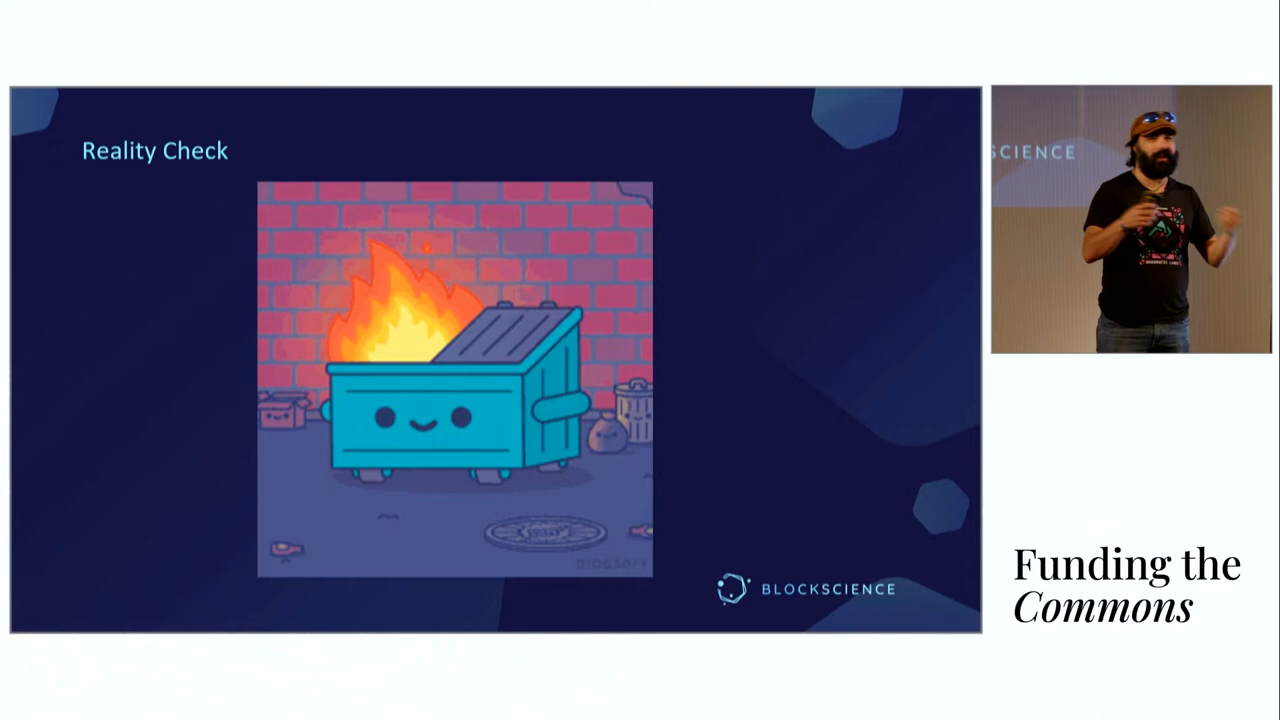 Reality Check
BLOCKSCIENCE
SCIENCE
Funding the
Commons